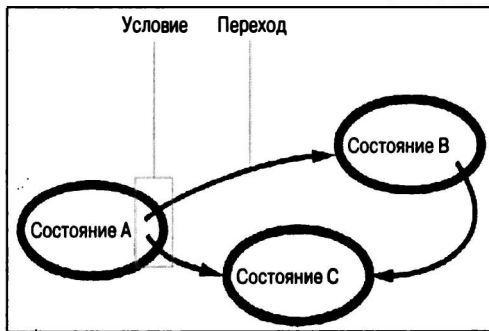 Условие
Переход
Состояние B
Состояние A
Состояние C